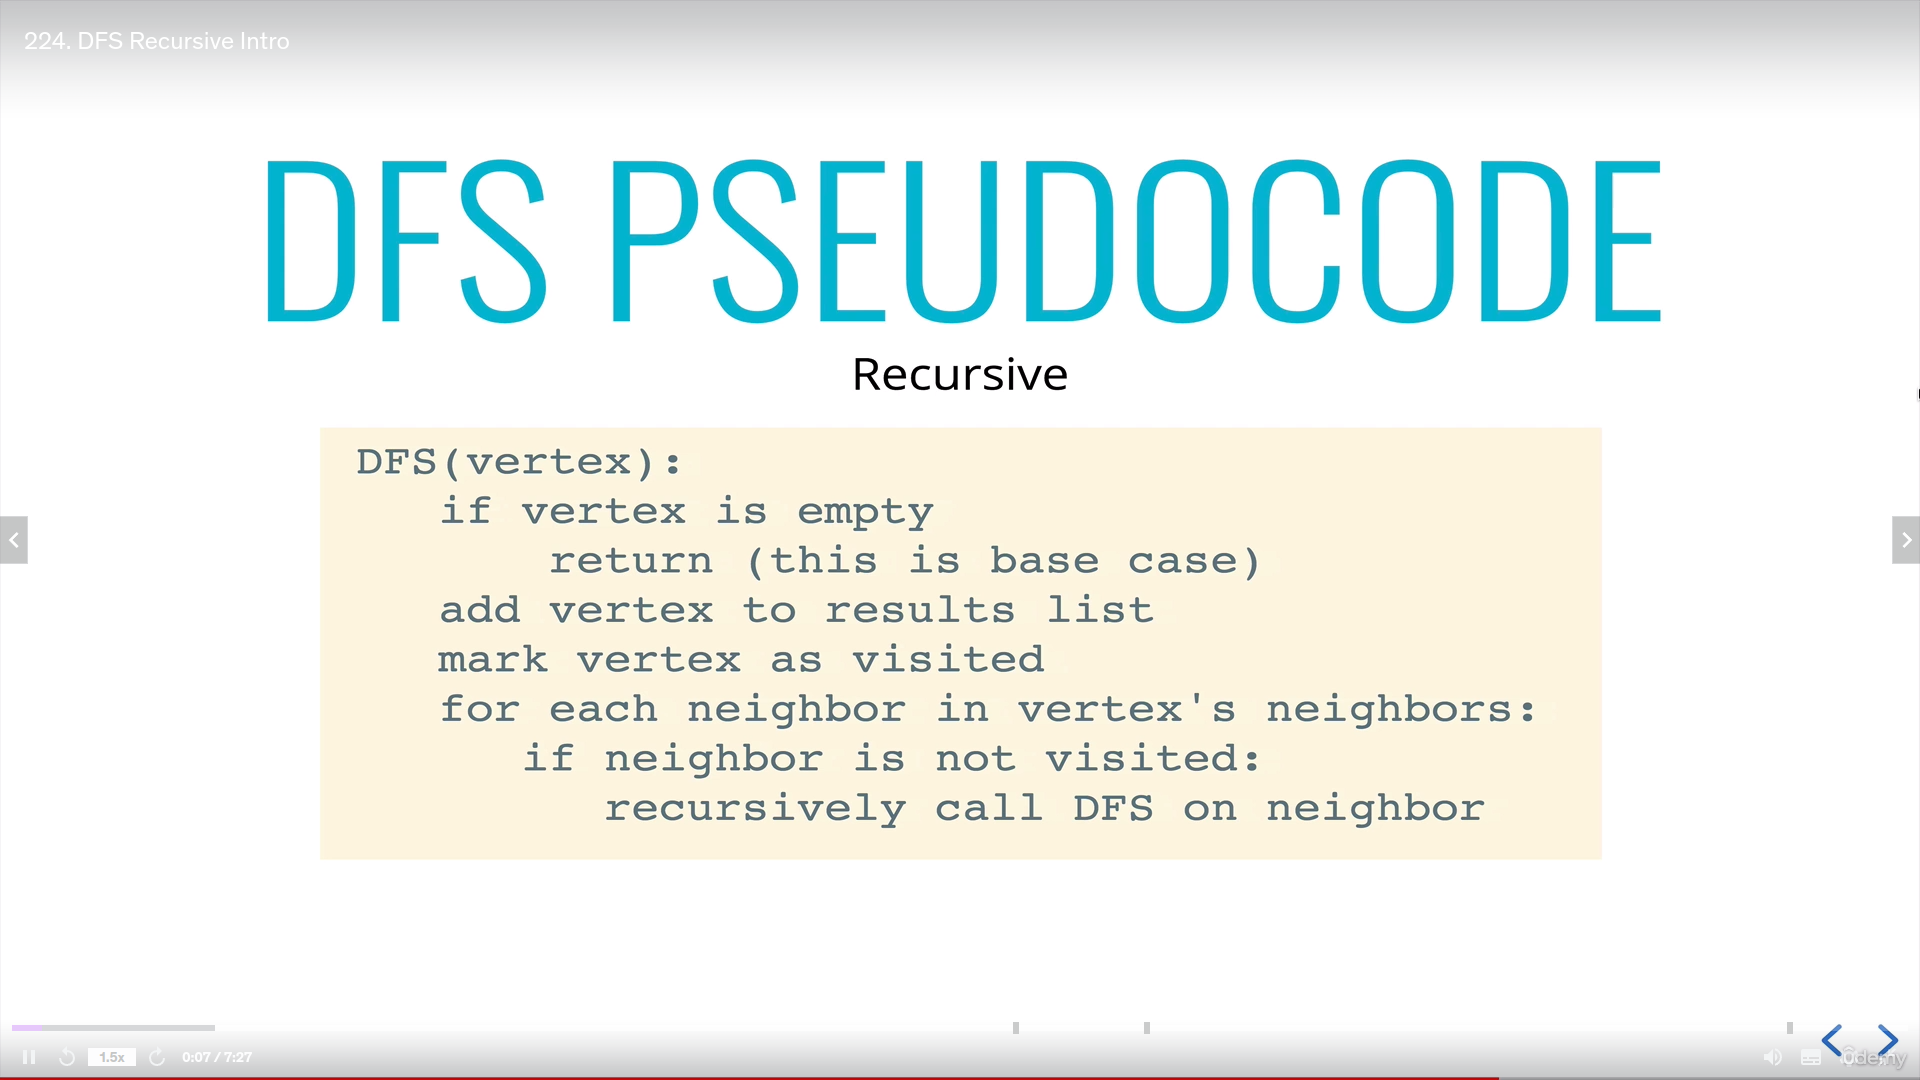 224. DFS Recursive Intro
DFS PSEUDOCODE
Recursive
DFS(vertex):
if vertex is empty
return (this is base case)
add vertex to results list
mark vertex as visited
for each neighbor in vertex's neighbors:
if neighbor is not visited:
recursively call DFS on neighbor
1.5x
0:07 / 7:27
ûdemy